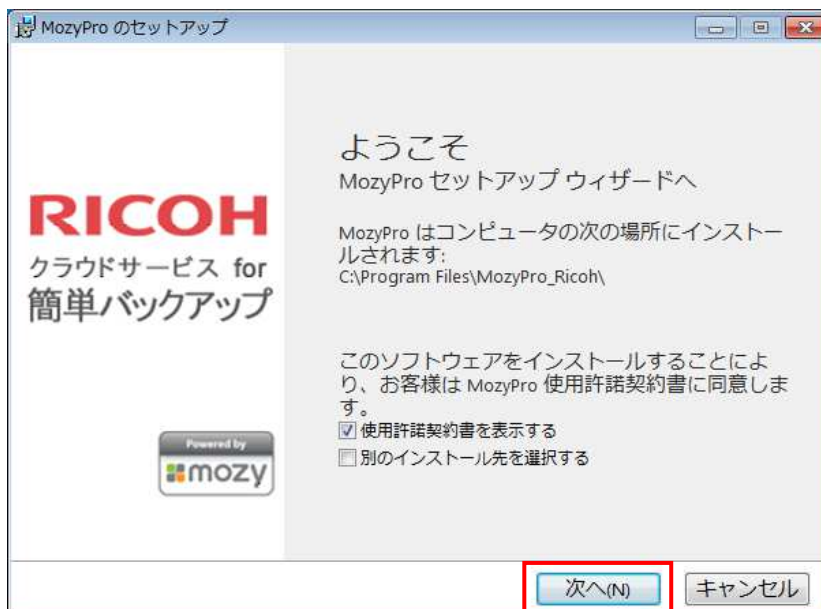 MozyPro のセットアップ
RICOH
クラウドサービス for
簡単バックアップ
Powered by
mozy
ようこそ
MozyPro セットアップ ウィザードへ
MozyPro はコンピュータの次の場所にインストー
ルされます:
C:\Program Files\MozyPro_Ricoh\
このソフトウェアをインストールすることによ
り、お客様は MozyPro 使用許諾契約書に同意しま
す。
使用許諾契約書を表示する
別のインストール先を選択する
次へ(N)
キャンセル